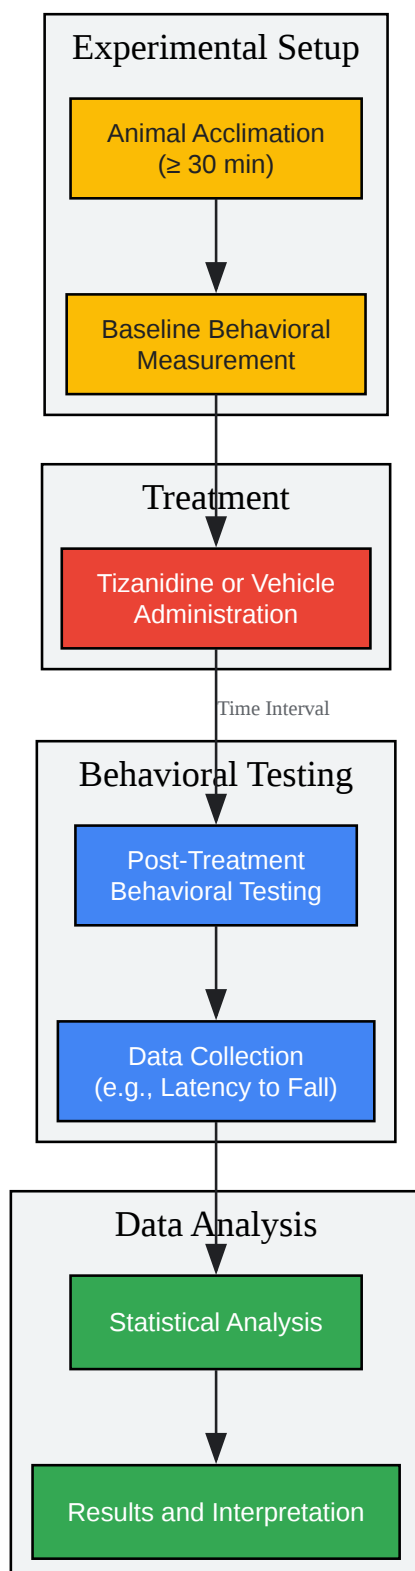 Experimental Setup
Animal Acclimation
(≥ 30 min)
Baseline Behavioral
Measurement
Treatment
Tizanidine or Vehicle
Administration
Time Interval
Behavioral Testing
Post-Treatment
Behavioral Testing
Data Collection
(e.g., Latency to Fall)
Data Analysis
Statistical Analysis
Results and Interpretation